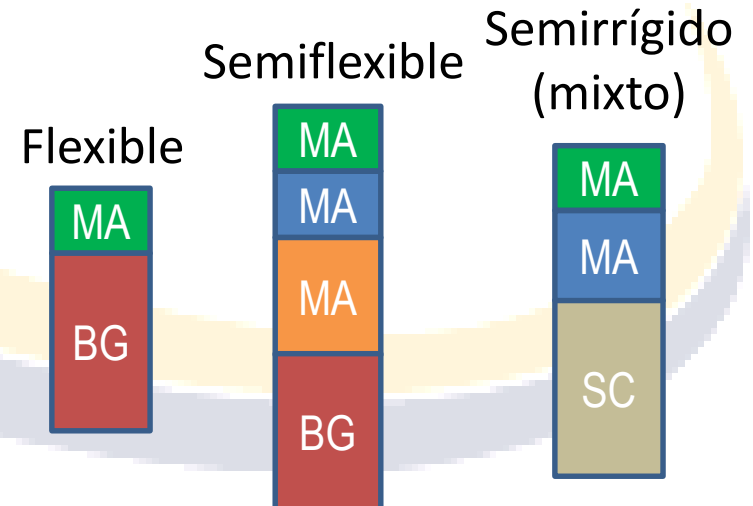 Flexible
MA
BG
Semiflexible
MA
MA
MA
BG
Semirrígido
(mixto)
MA
MA
SC